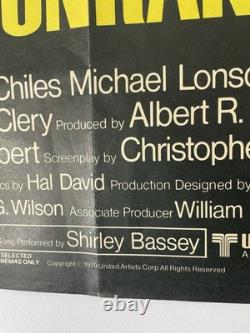 Chiles Michael Lonsd
Clery Produced by Albert R.
bert Screenplay by Christophe
cs by Hal David Production Designed by
G. Wilson Associate Producer William
Song Performed by Shirley Bassey
SELECTED
NEMAS ONLY
Copyright © 1979 United Artists Corp All Rights Reserved